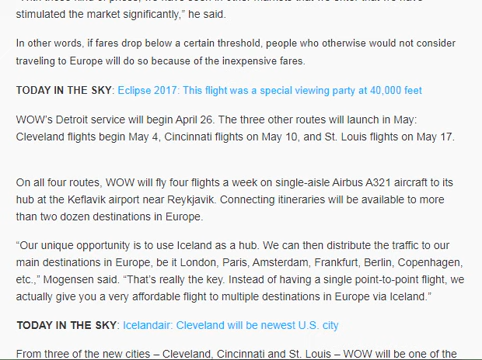 stimulated the market significantly,” he said.
In other words, if fares drop below a certain threshold, people who otherwise would not consider
traveling to Europe will do so because of the inexpensive fares.
TODAY IN THE SKY: Eclipse 2017: This flight was a special viewing party at 40,000 feet
WOW’s Detroit service will begin April 26. The three other routes will launch in May:
Cleveland flights begin May 4, Cincinnati flights on May 10, and St. Louis flights on May 17.
On all four routes, WOW will fly four flights a week on single-aisle Airbus A321 aircraft to its
hub at the Keflavik airport near Reykjavik. Connecting itineraries will be available to more
than two dozen destinations in Europe.
“Our unique opportunity is to use Iceland as a hub. We can then distribute the traffic to our
main destinations in Europe, be it London, Paris, Amsterdam, Frankfurt, Berlin, Copenhagen,
etc.,” Mogensen said. “That’s really the key. Instead of having a single point-to-point flight, we
actually give you a very affordable flight to multiple destinations in Europe via Iceland.”
TODAY IN THE SKY: Icelandair: Cleveland will be newest U.S. city
From three of the new cities – Cleveland, Cincinnati and St. Louis – WOW will be one of the